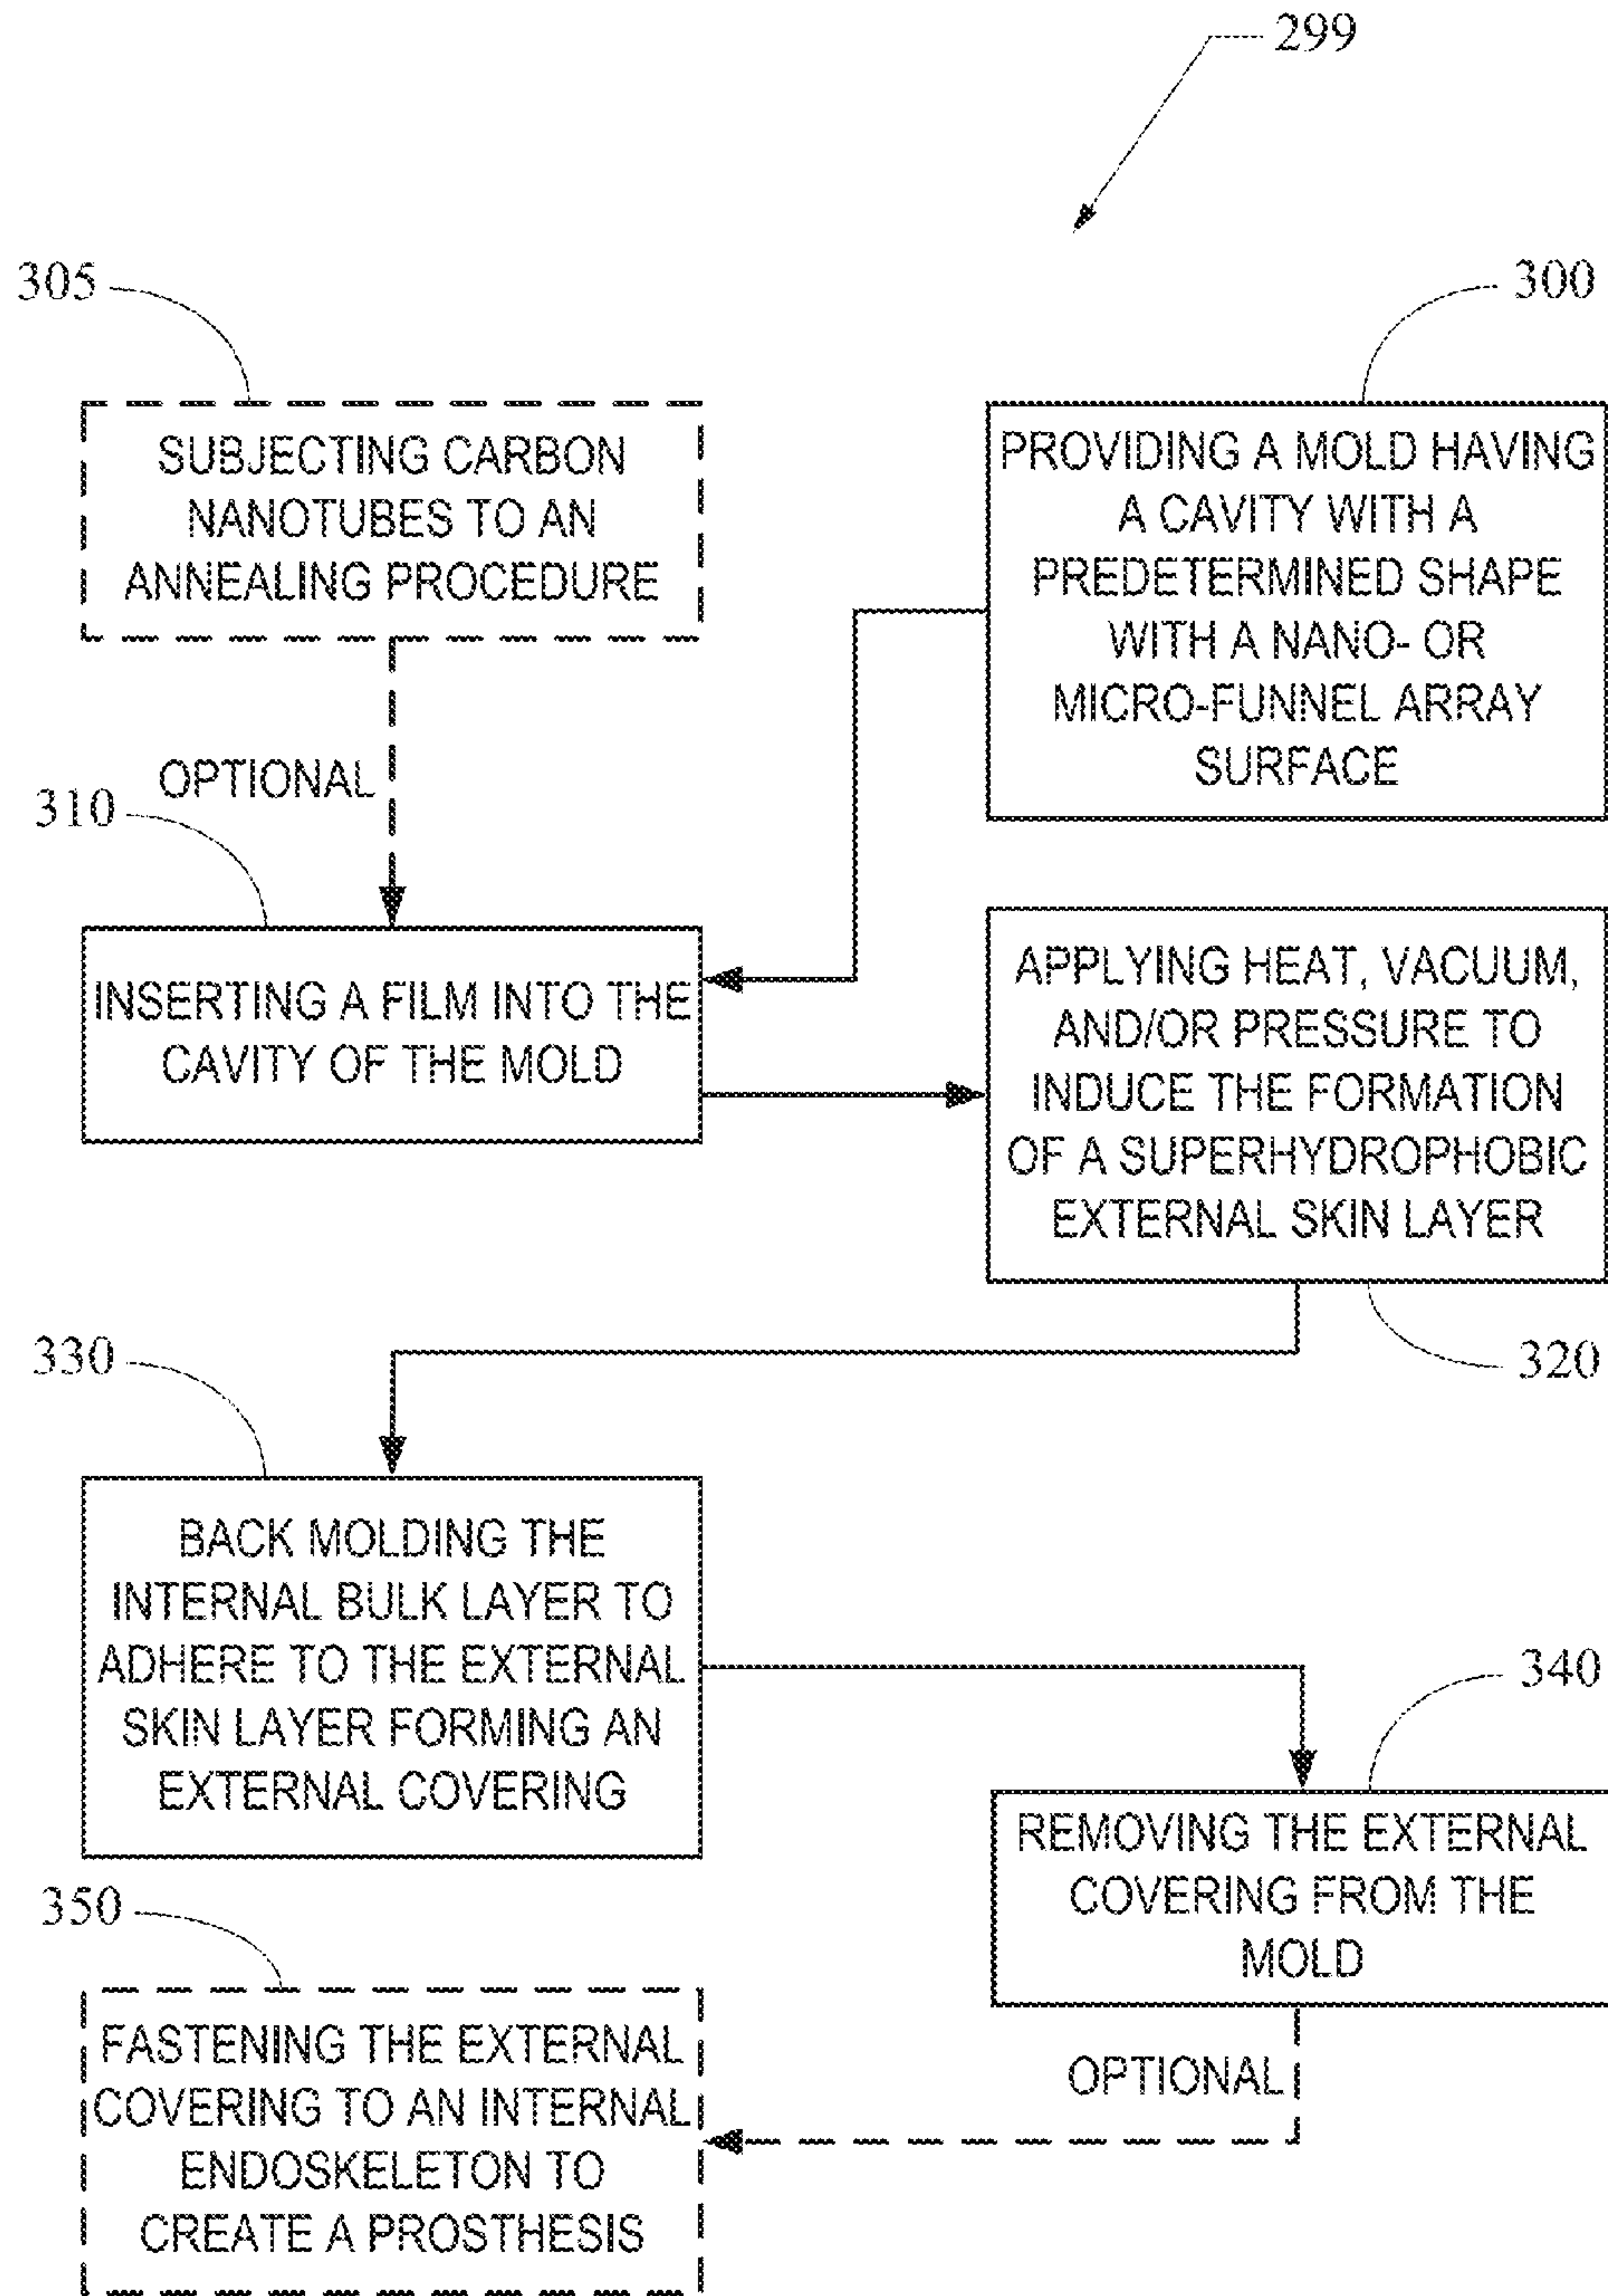 299
305
300
SUBJECTING CARBON
NANOTUBES TO AN
ANNEALING PROCEDURE
PROVIDING A MOLD HAVING
A CAVITY WITH A
PREDETERMINED SHAPE
WITH A NANO- OR
MICRO-FUNNEL ARRAY
SURFACE
OPTIONAL
310
INSERTING A FILM INTO THE
CAVITY OF THE MOLD
APPLYING HEAT, VACUUM,
AND/OR PRESSURE TO
INDUCE THE FORMATION
OF A SUPERHYDROPHOBIC
EXTERNAL SKIN LAYER
320
330
BACK MOLDING THE
INTERNAL BULK LAYER TO
ADHERE TO THE EXTERNAL
SKIN LAYER FORMING AN
EXTERNAL COVERING
340
REMOVING THE EXTERNAL
COVERING FROM THE
MOLD
OPTIONAL
350
FASTENING THE EXTERNAL
COVERING TO AN INTERNAL
ENDOSKELETON TO
CREATE A PROSTHESIS